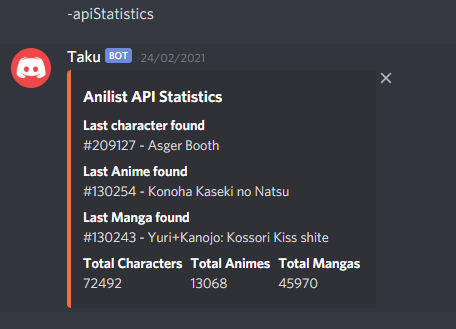 -apiStatistics
Taku BOT 24/02/2021
Anilist API Statistics
Last character found
#209127 - Asger Booth
Last Anime found
#130254 - Konoha Kaseki no Natsu
Last Manga found
#130243 - Yuri+Kanojo: Kossori Kiss shite
Total Characters Total Animes Total Mangas
72492 13068 45970